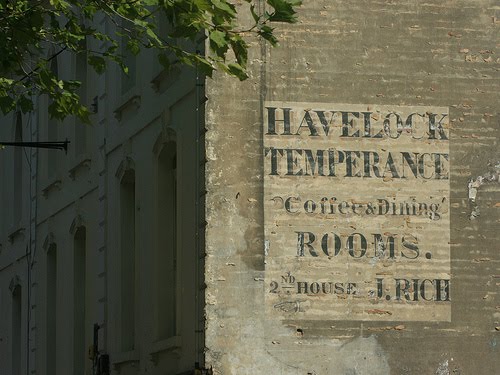 HAVELOCK
TEMPERANCE
"Coffee & Dining"
ROOMS.
2ND HOUSE J. RICH